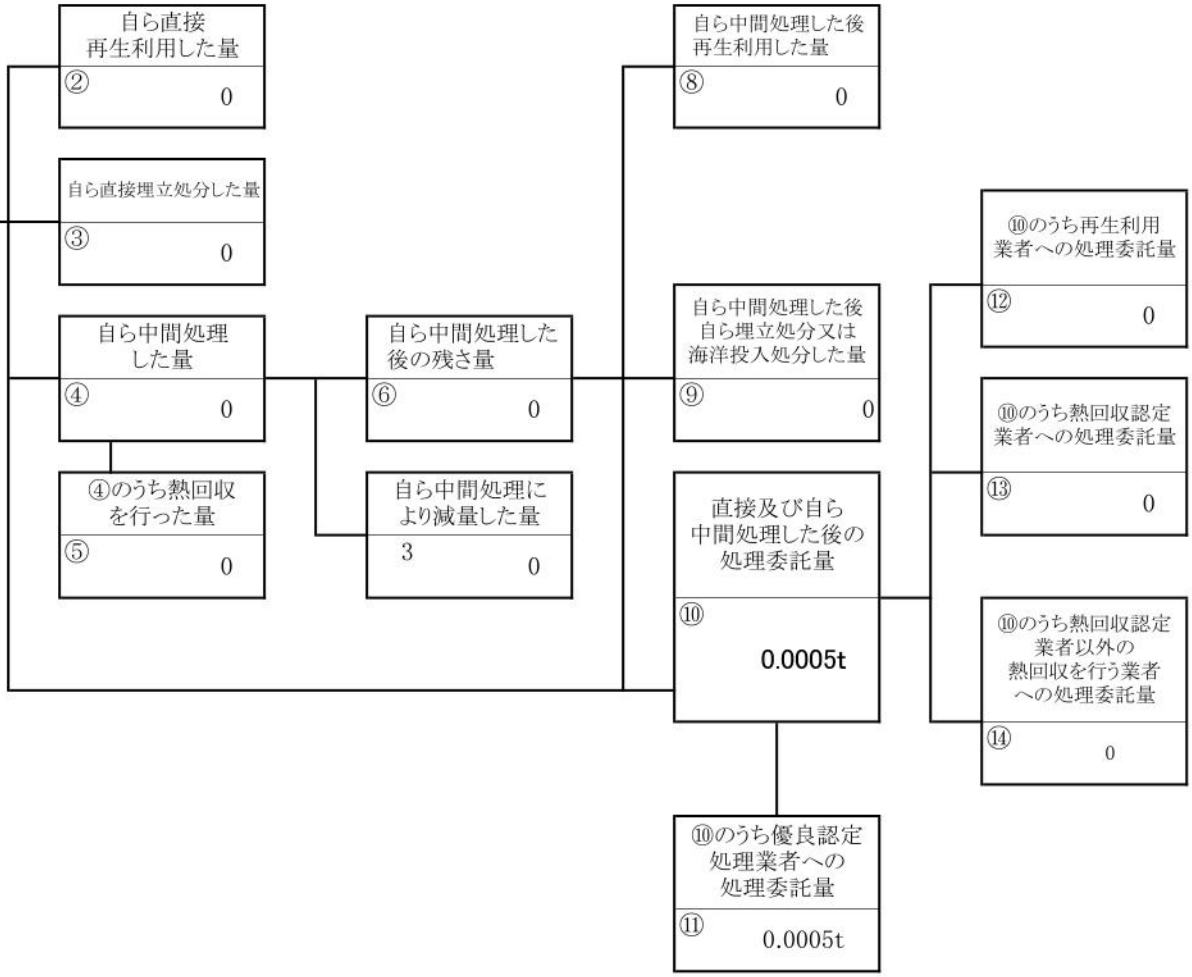 自ら直接
再生利用した量
②
0
自ら直接埋立処分した量
③
0
自ら中間処理
した量
④
0
④のうち熱回収
を行った量
⑤
0
自ら中間処理した
後の残さ量
⑥
0
自ら中間処理に
より減量した量
3
0
自ら中間処理した後
再生利用した量
⑧
0
自ら中間処理した後
自ら埋立処分又は
海洋投入処分した量
⑨
0
直接及び自ら
中間処理した後の
処理委託量
⑩
0.0005t
⑩のうち優良認定
処理業者への
処理委託量
⑪
0.0005t
⑩のうち再生利用
業者への処理委託量
⑫
0
⑩のうち熱回収認定
業者への処理委託量
⑬
0
⑩のうち熱回収認定
業者以外の
熱回収を行う業者
への処理委託量
⑭
0